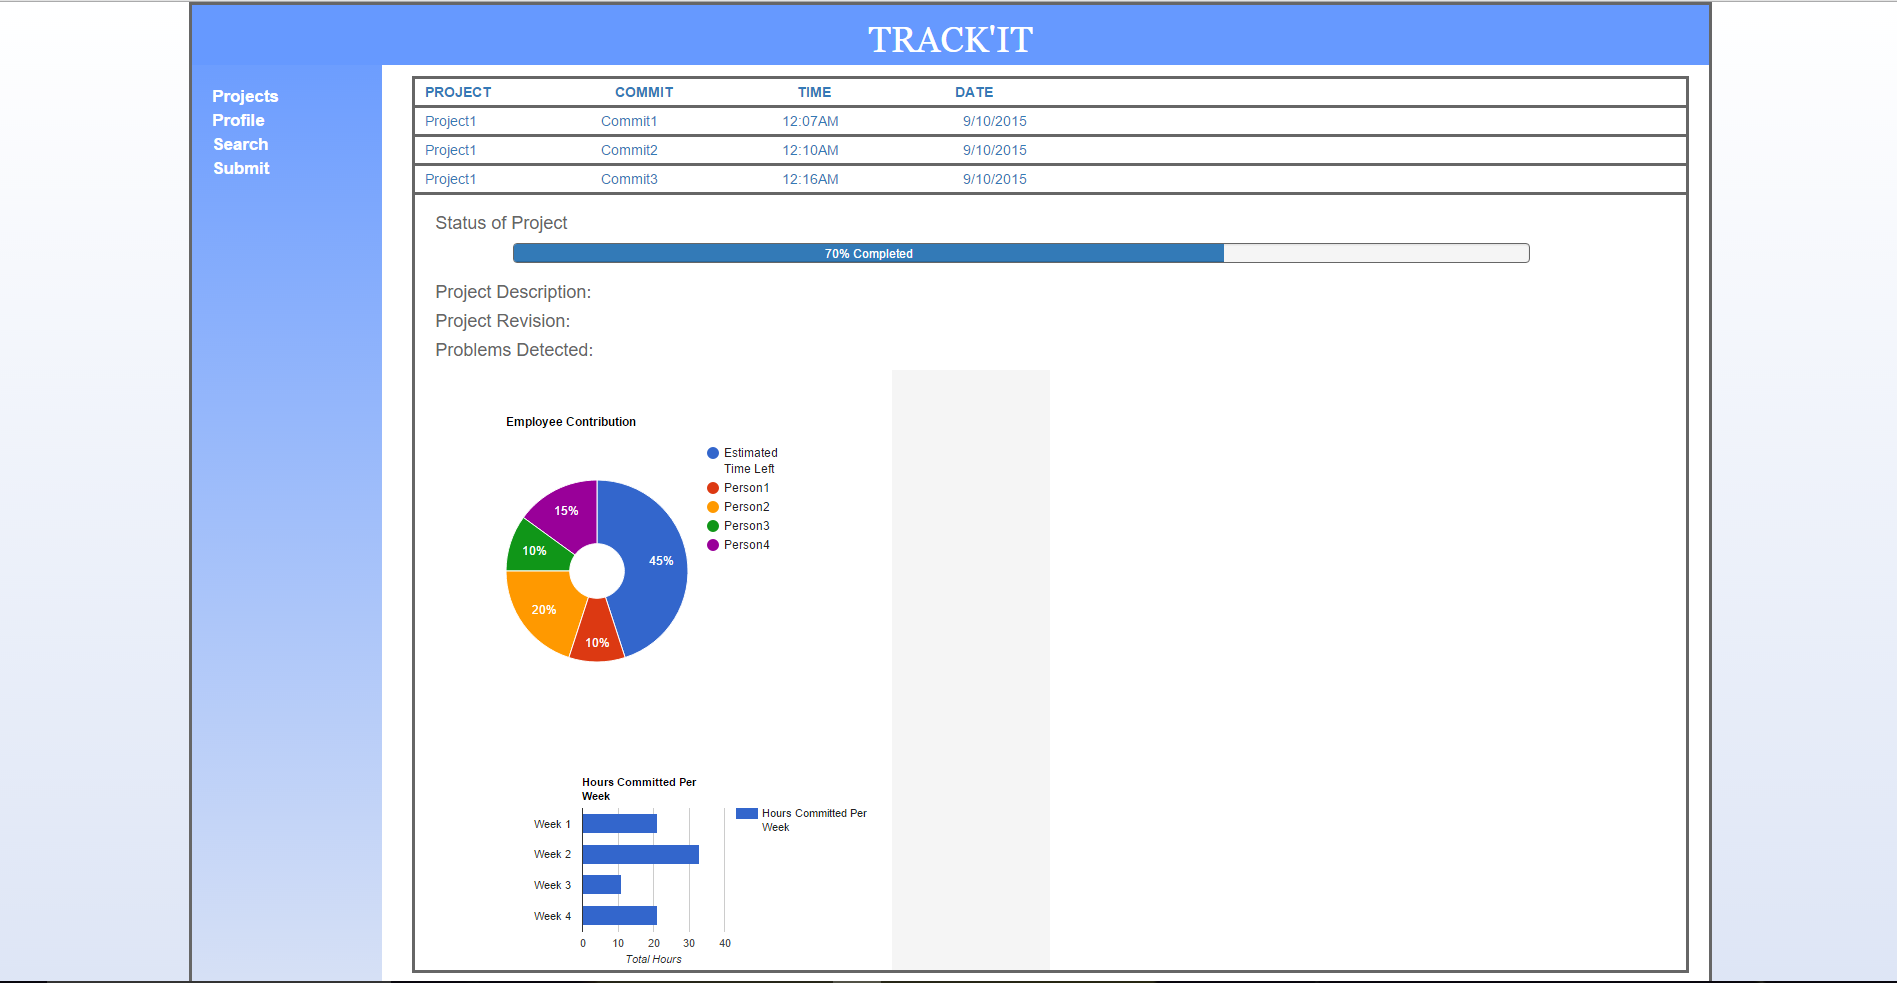 TRACK'IT
Projects
Profile
Search
Submit
PROJECT COMMIT TIME DATE
Project1 Commit1 12:07AM 9/10/2015
Project1 Commit2 12:10AM 9/10/2015
Project1 Commit3 12:16AM 9/10/2015
Status of Project
70% Completed
Project Description:
Project Revision:
Problems Detected:
Employee Contribution
Estimated
Time Left
Person1
Person2
Person3
Person4
15%
10%
45%
20%
10%
Hours Committed Per
Week
Hours Committed Per
Week
Week 1
Week 2
Week 3
Week 4
0 10 20 30 40
Total Hours